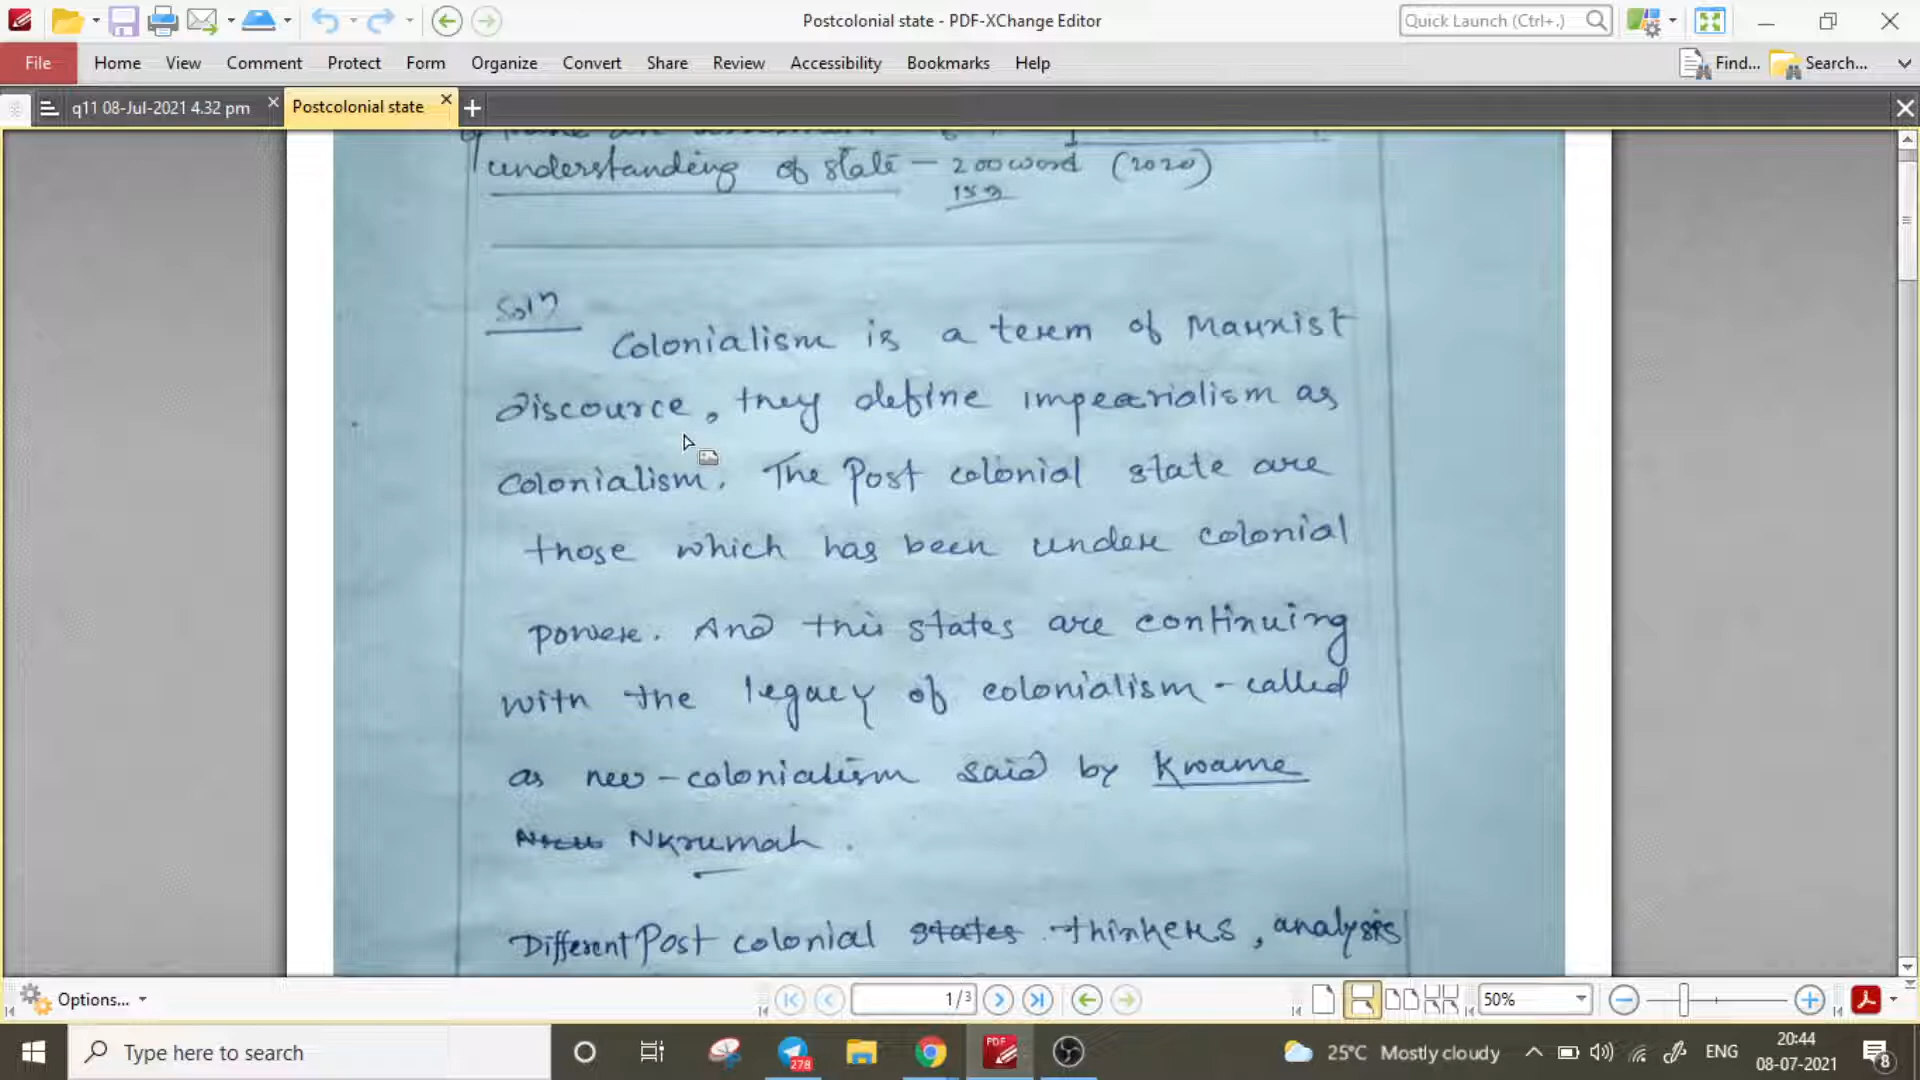 Postcolonial state - PDF-XChange Editor
Quick Launch (Ctrl+.)
File Home View Comment Protect Form Organize Convert Share Review Accessibility Bookmarks Help
Find... Search...
q11 08-Jul-2021 4.32 pm
Postcolonial state
understanding of state - 200 word (2020)
Soln
Colonialism is a term of Marxist
discource, they define impearialism as
colonialism. The Post colonial state are
those which has been under colonial
power. And this states are continuing
with the legacy of colonialism - called
as neo-colonialism said by Kwame
Nkrumah.
Different Post colonial states thinkers, analysis
Options...
1/3
50%
Type here to search
278
PDF
25°C Mostly cloudy
ENG
20:44
08-07-2021
8